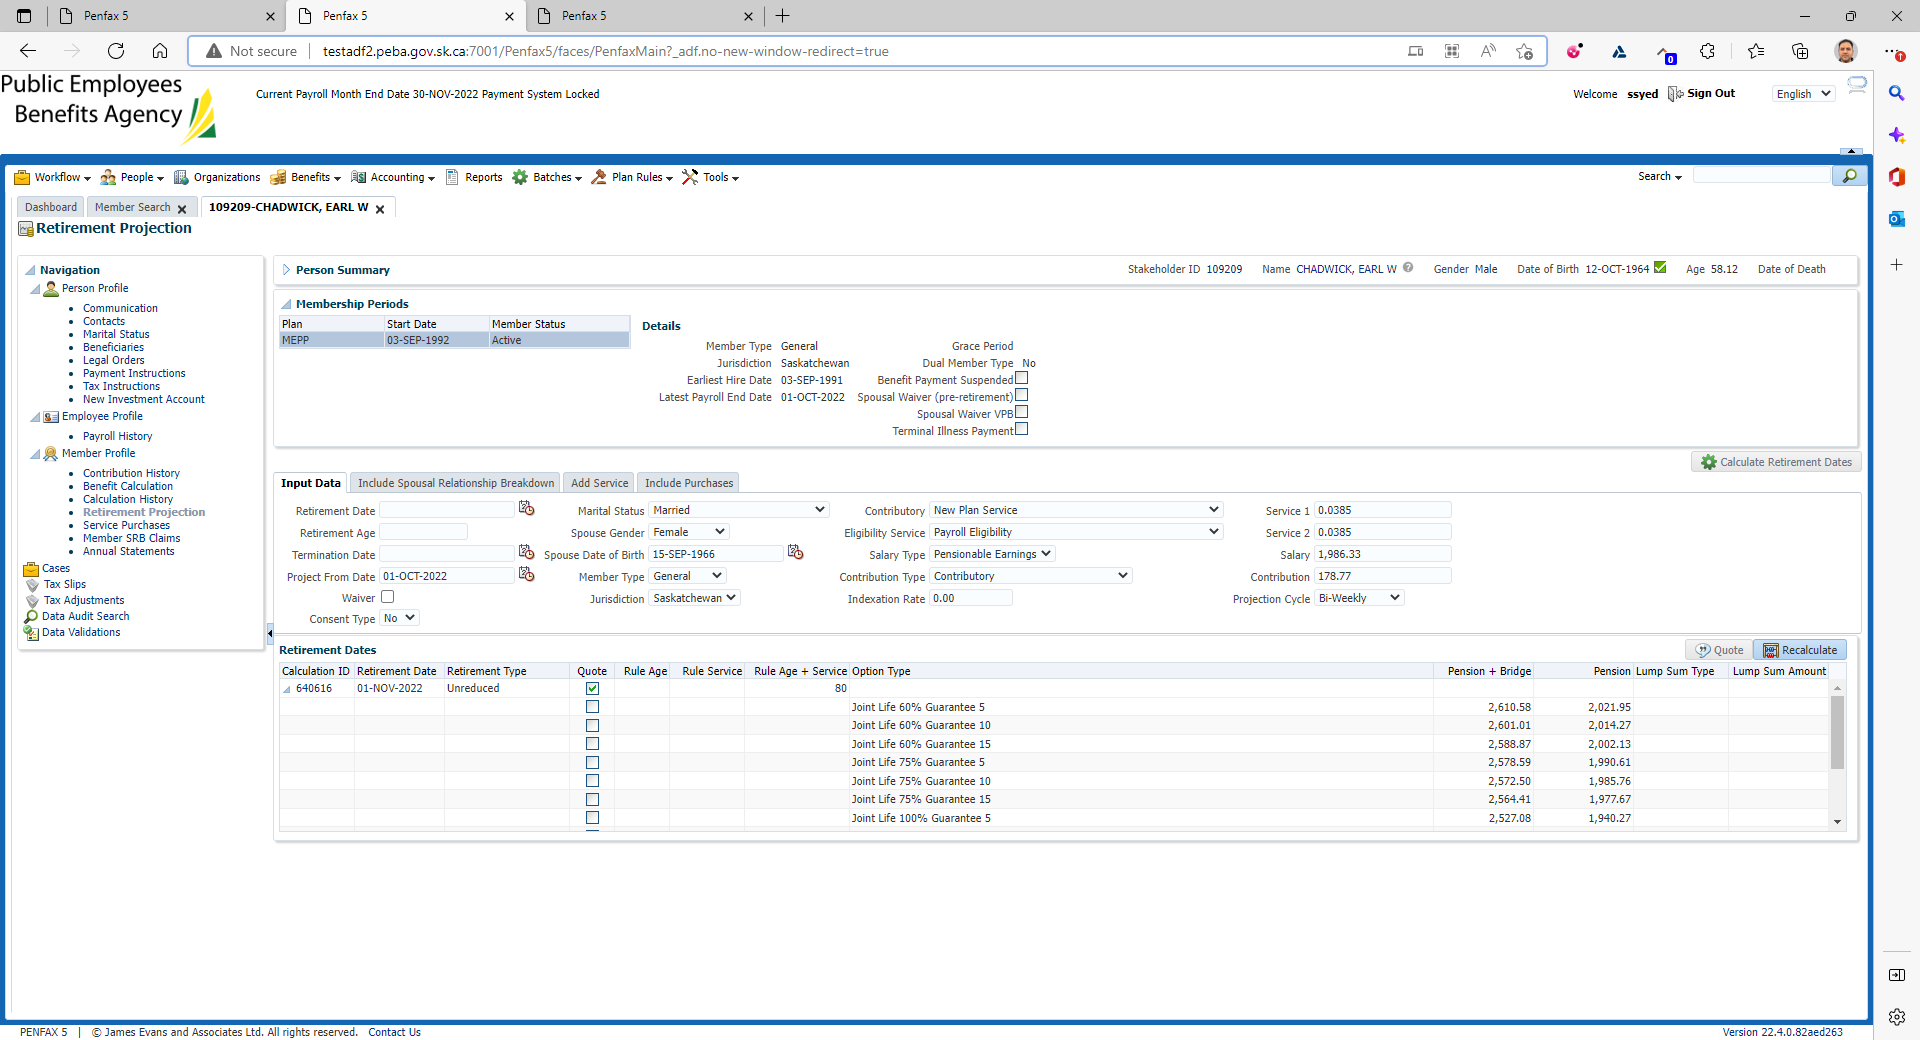 Penfax 5
Penfax 5
Penfax 5
Not secure
testadf2.peba.gov.sk.ca:7001/Penfax5/faces/PenfaxMain?_adf.no-new-window-redirect=true
0
1
Public Employees
Benefits Agency
Current Payroll Month End Date 30-NOV-2022 Payment System Locked
Welcome ssyed Sign Out English
Workflow People Organizations Benefits Accounting Reports Batches Plan Rules Tools Search
Dashboard Member Search 109209-CHADWICK, EARL W
Retirement Projection
Navigation
Person Profile
Communication
Contacts
Marital Status
Beneficiaries
Legal Orders
Payment Instructions
Tax Instructions
New Investment Account
Employee Profile
Payroll History
Member Profile
Contribution History
Benefit Calculation
Calculation History
Retirement Projection
Service Purchases
Member SRB Claims
Annual Statements
Cases
Tax Slips
Tax Adjustments
Data Audit Search
Data Validations
Person Summary Stakeholder ID 109209 Name CHADWICK, EARL W Gender Male Date of Birth 12-OCT-1964 Age 58.12 Date of Death
Membership Periods
Plan Start Date Member Status
MEPP 03-SEP-1992 Active
Details
Member Type General Grace Period
Jurisdiction Saskatchewan Dual Member Type No
Earliest Hire Date 03-SEP-1991 Benefit Payment Suspended
Latest Payroll End Date 01-OCT-2022 Spousal Waiver (pre-retirement)
Spousal Waiver VPB
Terminal Illness Payment
Calculate Retirement Dates
Input Data Include Spousal Relationship Breakdown Add Service Include Purchases
Retirement Date Marital Status Married Contributory New Plan Service Service 1 0.0385
Retirement Age Spouse Gender Female Eligibility Service Payroll Eligibility Service 2 0.0385
Termination Date Spouse Date of Birth 15-SEP-1966 Salary Type Pensionable Earnings Salary 1,986.33
Project From Date 01-OCT-2022 Member Type General Contribution Type Contributory Contribution 178.77
Waiver Jurisdiction Saskatchewan Indexation Rate 0.00 Projection Cycle Bi-Weekly
Consent Type No
Retirement Dates Quote Recalculate
Calculation ID Retirement Date Retirement Type Quote Rule Age Rule Service Rule Age + Service Option Type Pension + Bridge Pension Lump Sum Type Lump Sum Amount
640616 01-NOV-2022 Unreduced 80
Joint Life 60% Guarantee 5 2,610.58 2,021.95
Joint Life 60% Guarantee 10 2,601.01 2,014.27
Joint Life 60% Guarantee 15 2,588.87 2,002.13
Joint Life 75% Guarantee 5 2,578.59 1,990.61
Joint Life 75% Guarantee 10 2,572.50 1,985.76
Joint Life 75% Guarantee 15 2,564.41 1,977.67
Joint Life 100% Guarantee 5 2,527.08 1,940.27
PENFAX 5 | © James Evans and Associates Ltd. All rights reserved. Contact Us Version 22.4.0.82aed263